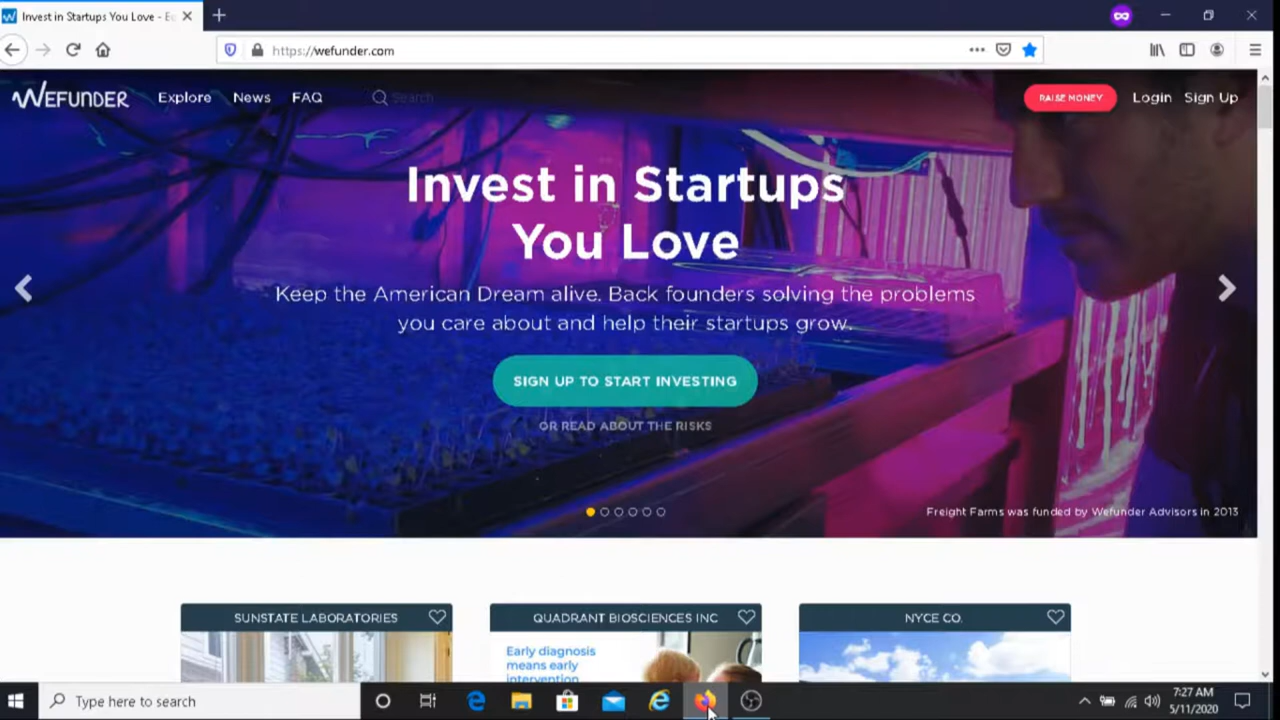 Invest in Startups You Love - Eq
https://wefunder.com
WEFUNDER
Explore
News
FAQ
Search
RAISE MONEY
Login
Sign Up
Invest in Startups
You Love
Keep the American Dream alive. Back founders solving the problems
you care about and help their startups grow.
SIGN UP TO START INVESTING
OR READ ABOUT THE RISKS
Freight Farms was funded by Wefunder Advisors in 2013
SUNSTATE LABORATORIES
QUADRANT BIOSCIENCES INC
NYCE CO.
Early diagnosis
means early
intervention
Type here to search
7:27 AM
5/11/2020